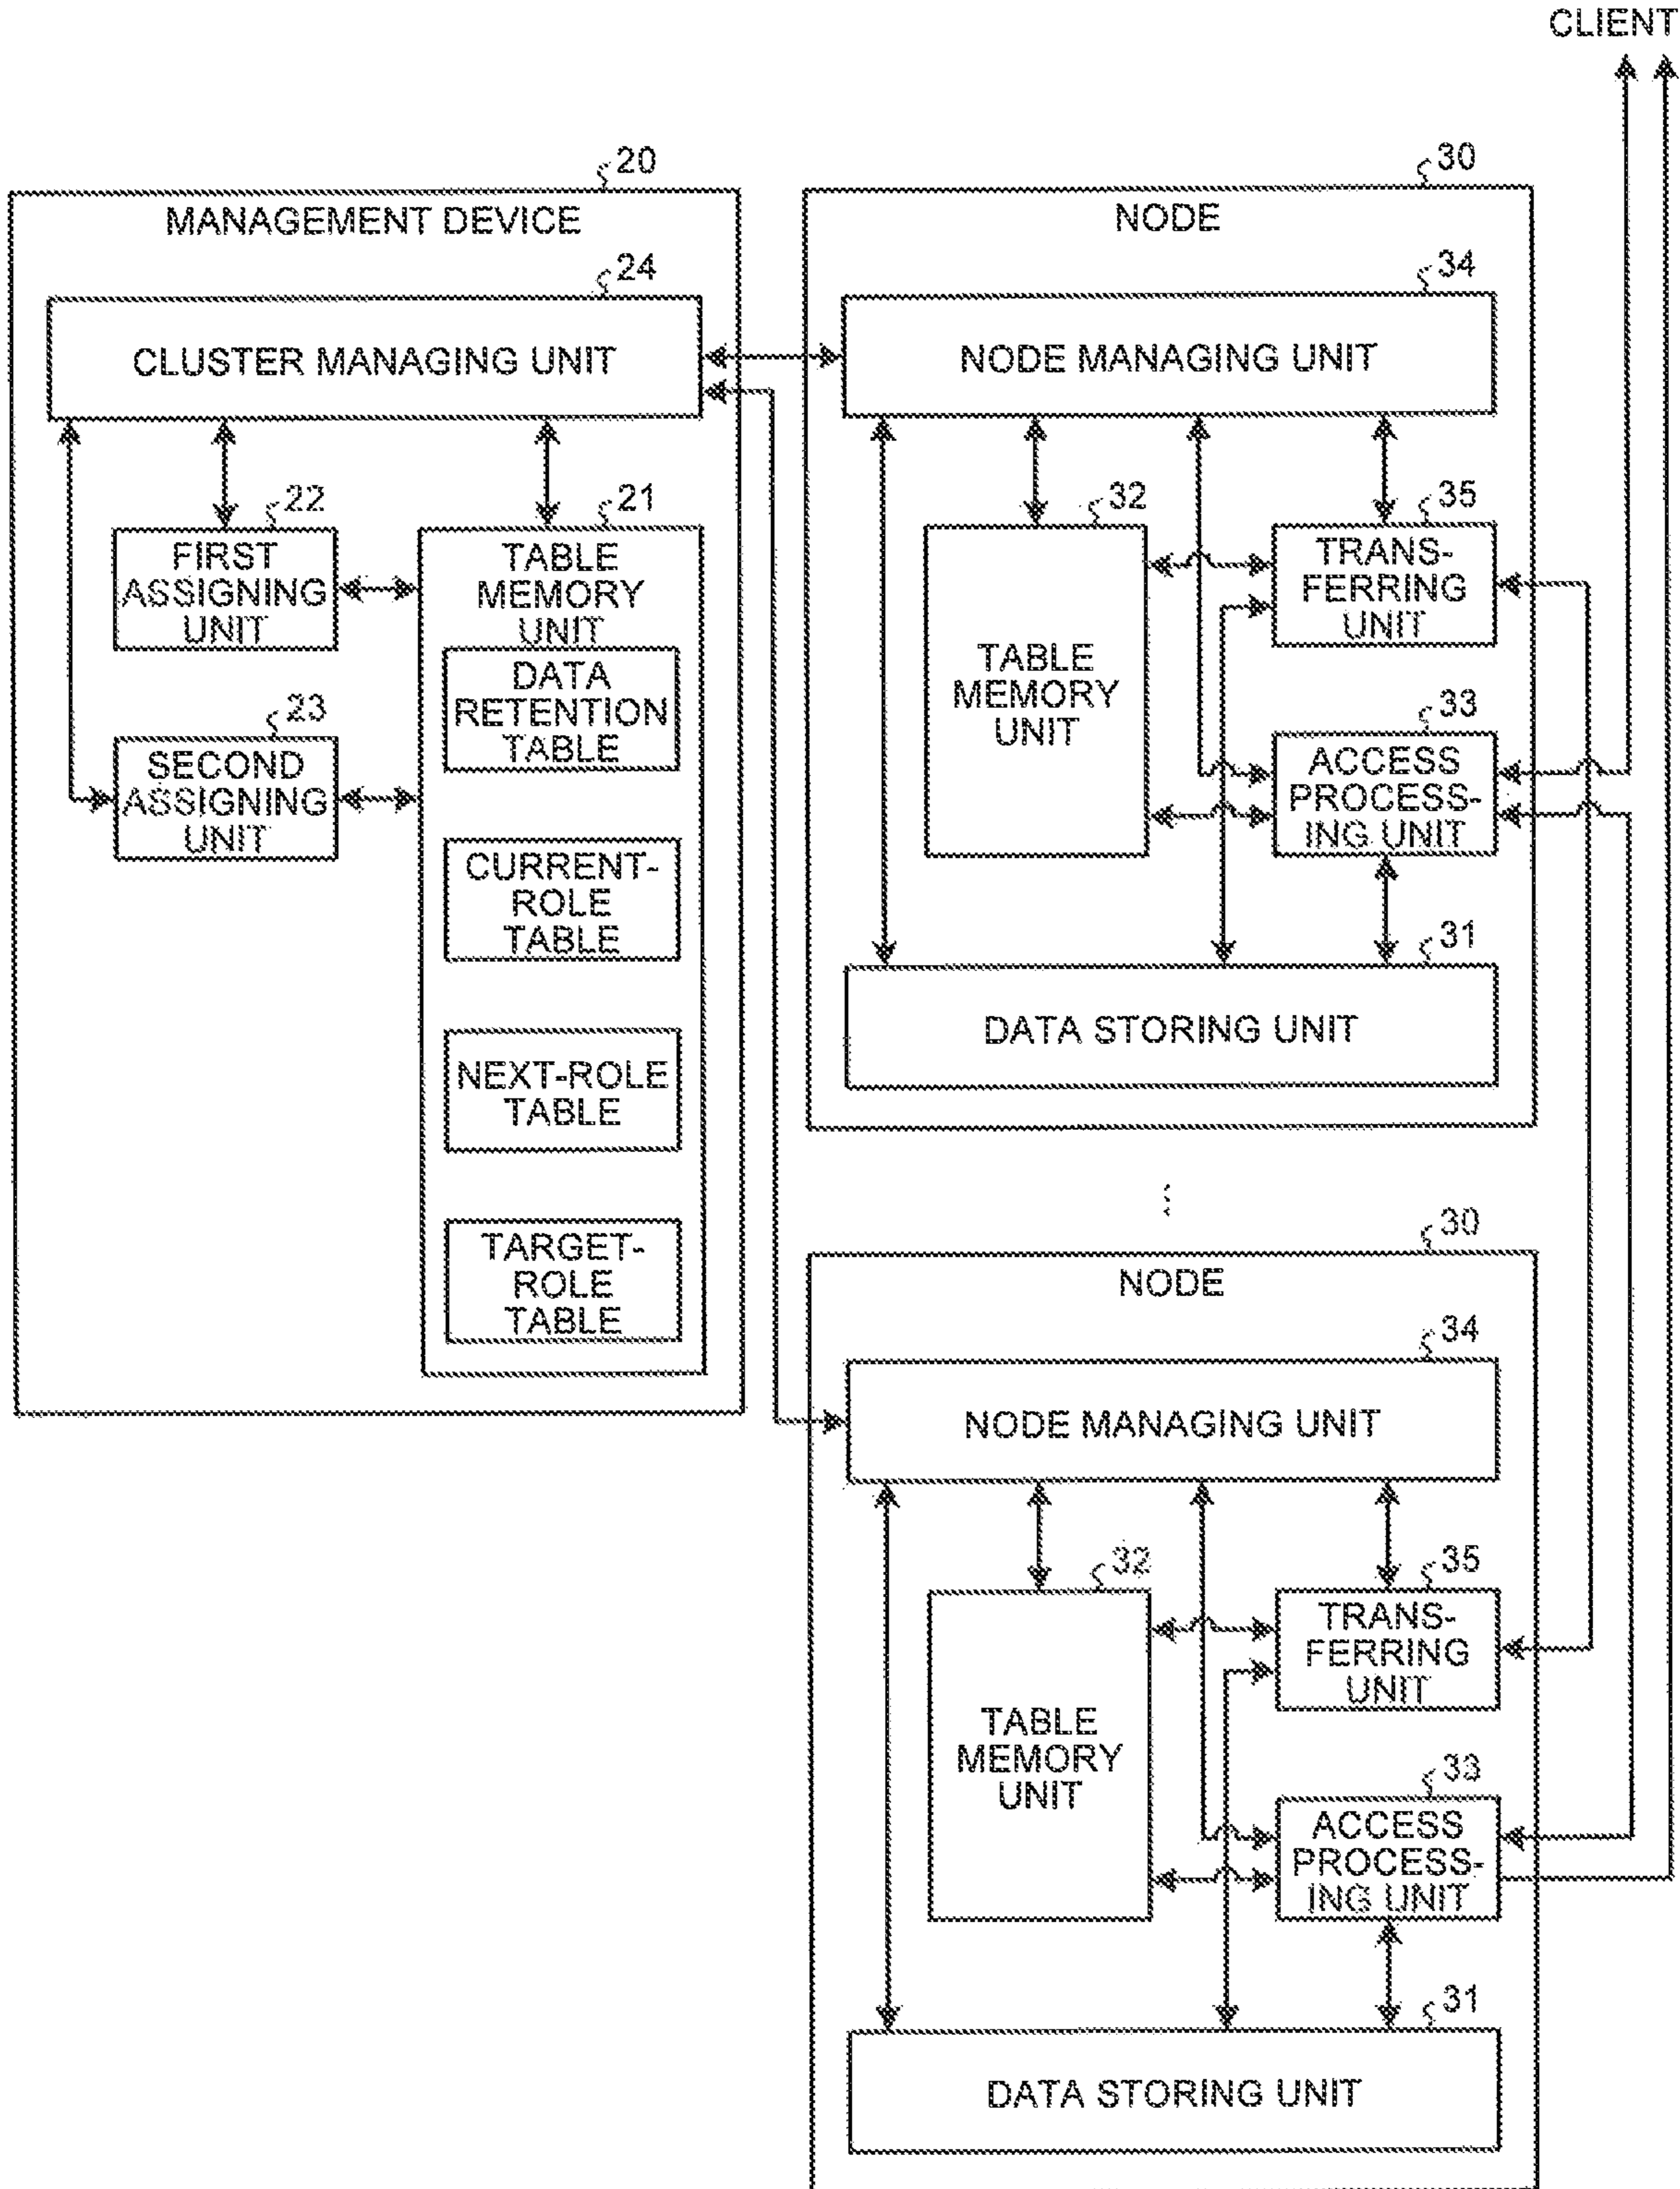 CLIENT
20
MANAGEMENT DEVICE
24
CLUSTER MANAGING UNIT
22
FIRST
ASSIGNING
UNIT
21
TABLE
MEMORY
UNIT
DATA
RETENTION
TABLE
23
SECOND
ASSIGNING
UNIT
CURRENT-
ROLE
TABLE
NEXT-ROLE
TABLE
TARGET-
ROLE
TABLE
30
NODE
34
NODE MANAGING UNIT
32
TABLE
MEMORY
UNIT
35
TRANS-
FERRING
UNIT
33
ACCESS
PROCESS-
ING UNIT
31
DATA STORING UNIT
30
NODE
34
NODE MANAGING UNIT
32
TABLE
MEMORY
UNIT
35
TRANS-
FERRING
UNIT
33
ACCESS
PROCESS-
ING UNIT
31
DATA STORING UNIT